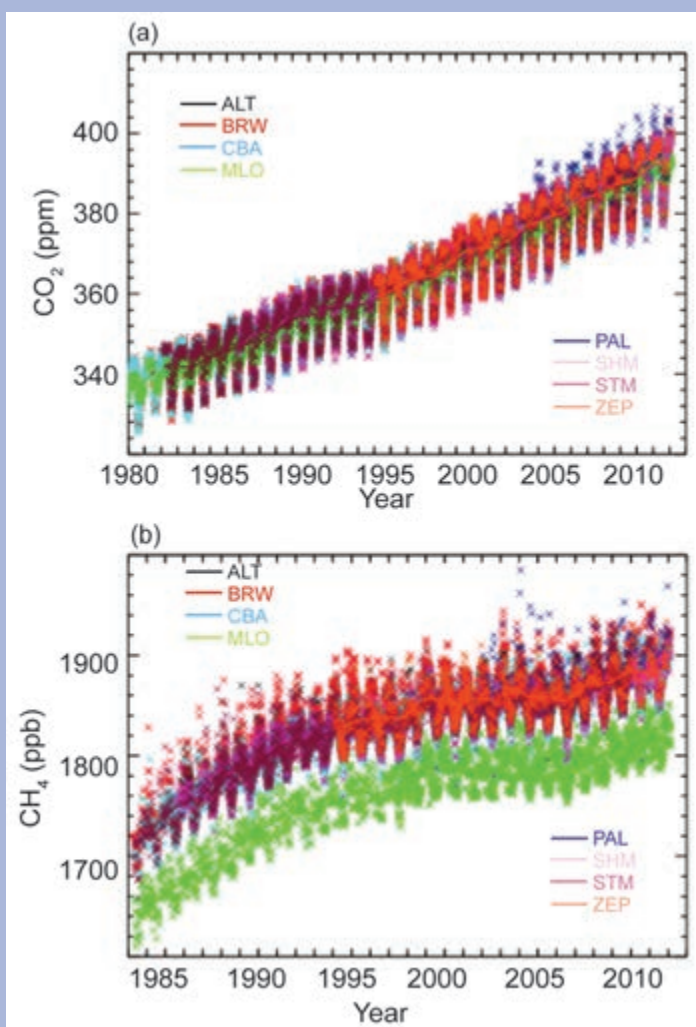 (a)
ALT
BRW
CBA
MLO
400
380
360
340
CO₂ (ppm)
PAL
SHM
STM
ZEP
1980 1985 1990 1995 2000 2005 2010
Year
(b)
ALT
BRW
CBA
MLO
1900
1800
1700
CH₄ (ppb)
PAL
SHM
STM
ZEP
1985 1990 1995 2000 2005 2010
Year